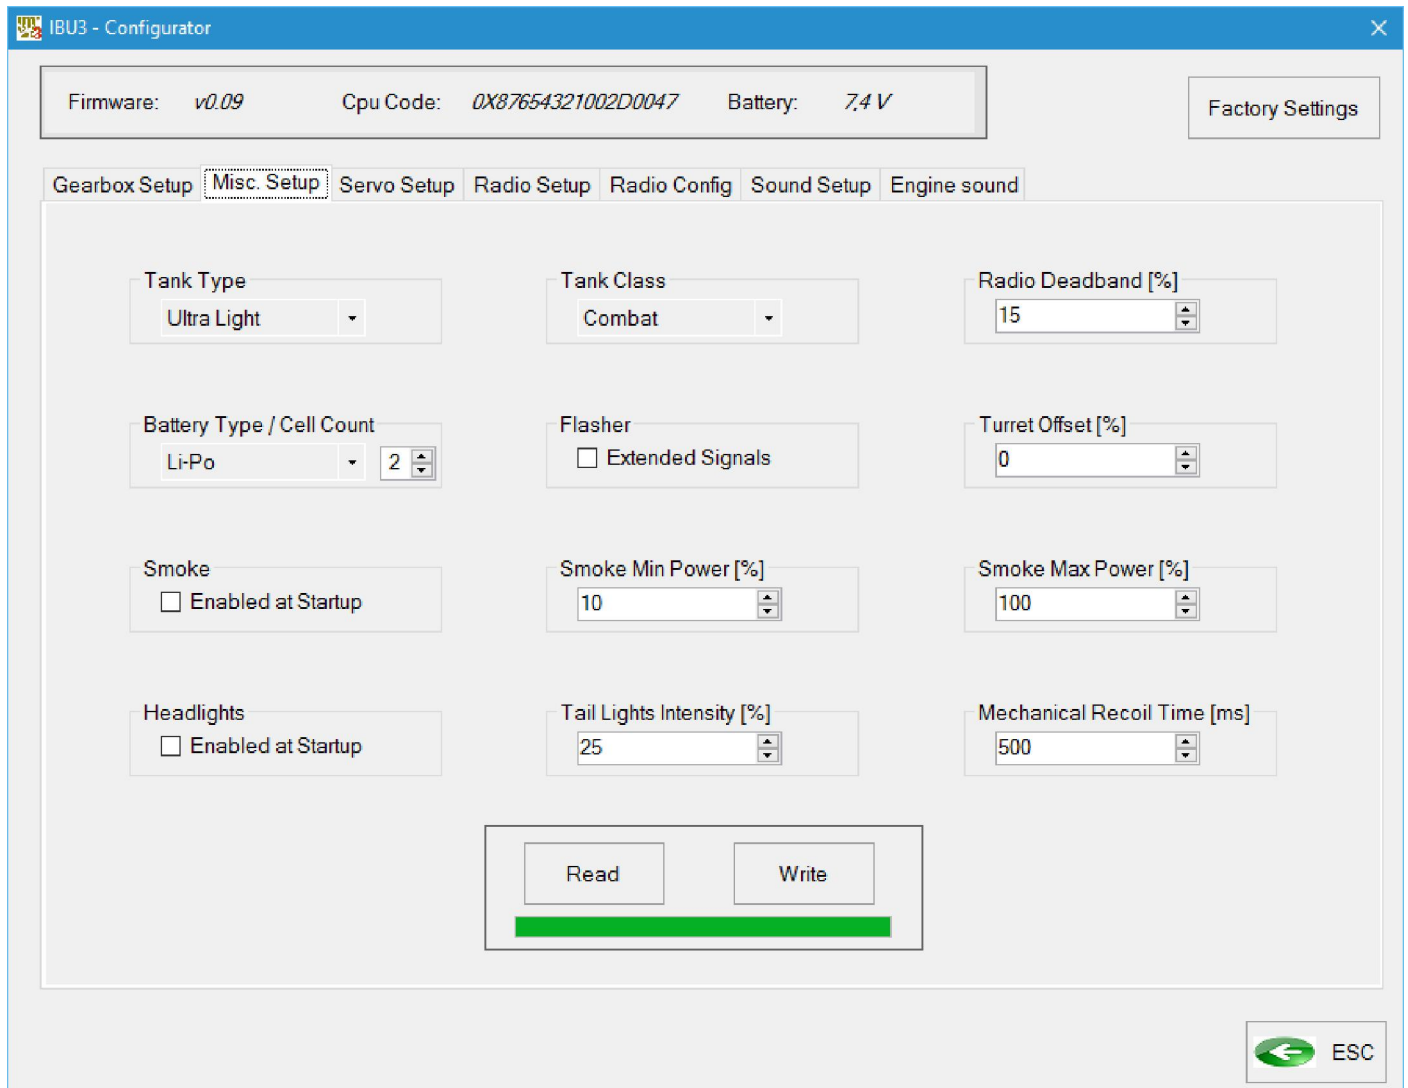 IBU3 - Configurator
Firmware: v0.09 Cpu Code: 0X87654321002D0047 Battery: 7,4 V
Factory Settings
Gearbox Setup Misc. Setup Servo Setup Radio Setup Radio Config Sound Setup Engine sound
Tank Type Tank Class Radio Deadband [%]
Ultra Light Combat 15
Battery Type / Cell Count Flasher Turret Offset [%]
Li-Po 2 Extended Signals 0
Smoke Smoke Min Power [%] Smoke Max Power [%]
Enabled at Startup 10 100
Headlights Tail Lights Intensity [%] Mechanical Recoil Time [ms]
Enabled at Startup 25 500
Read Write
ESC